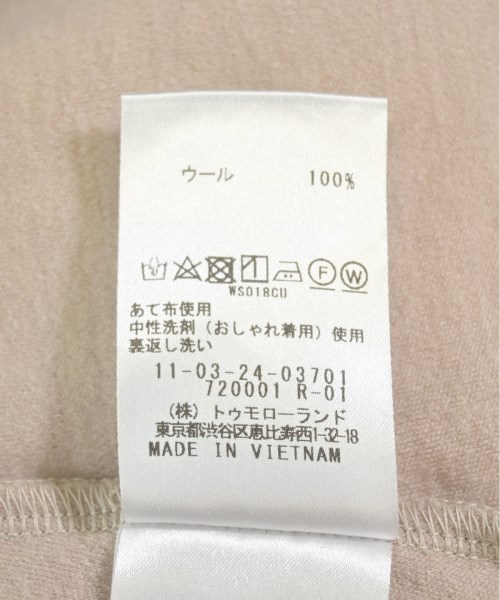 ウール 100%
F W
WS018CU
あて布使用
中性洗剤（おしゃれ着用）使用
裏返し洗い
11-03-24-03701
720001 R-01
（株）トゥモローランド
東京都渋谷区恵比寿西1-32-18
MADE IN VIETNAM